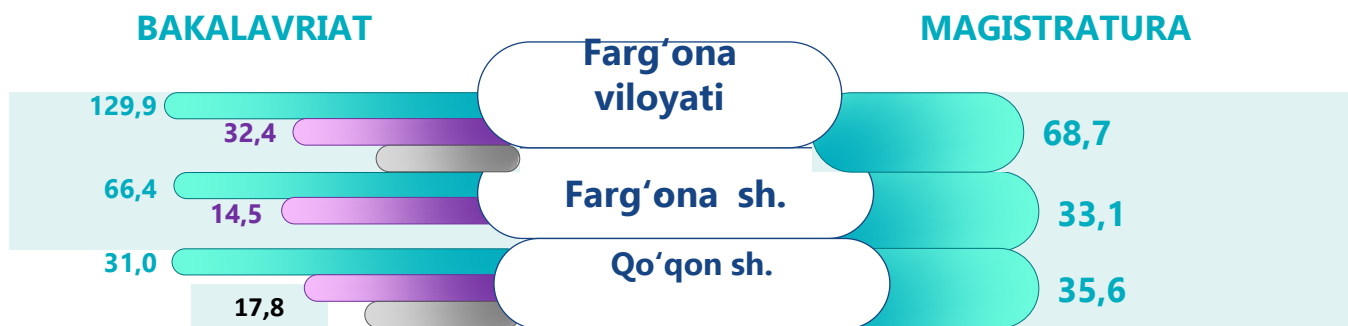 BAKALAVRIAT
MAGISTRATURA
Farg‘ona
viloyati
129,9
32,4
68,7
66,4
14,5
Farg‘ona sh.
33,1
31,0
17,8
Qo‘qon sh.
35,6